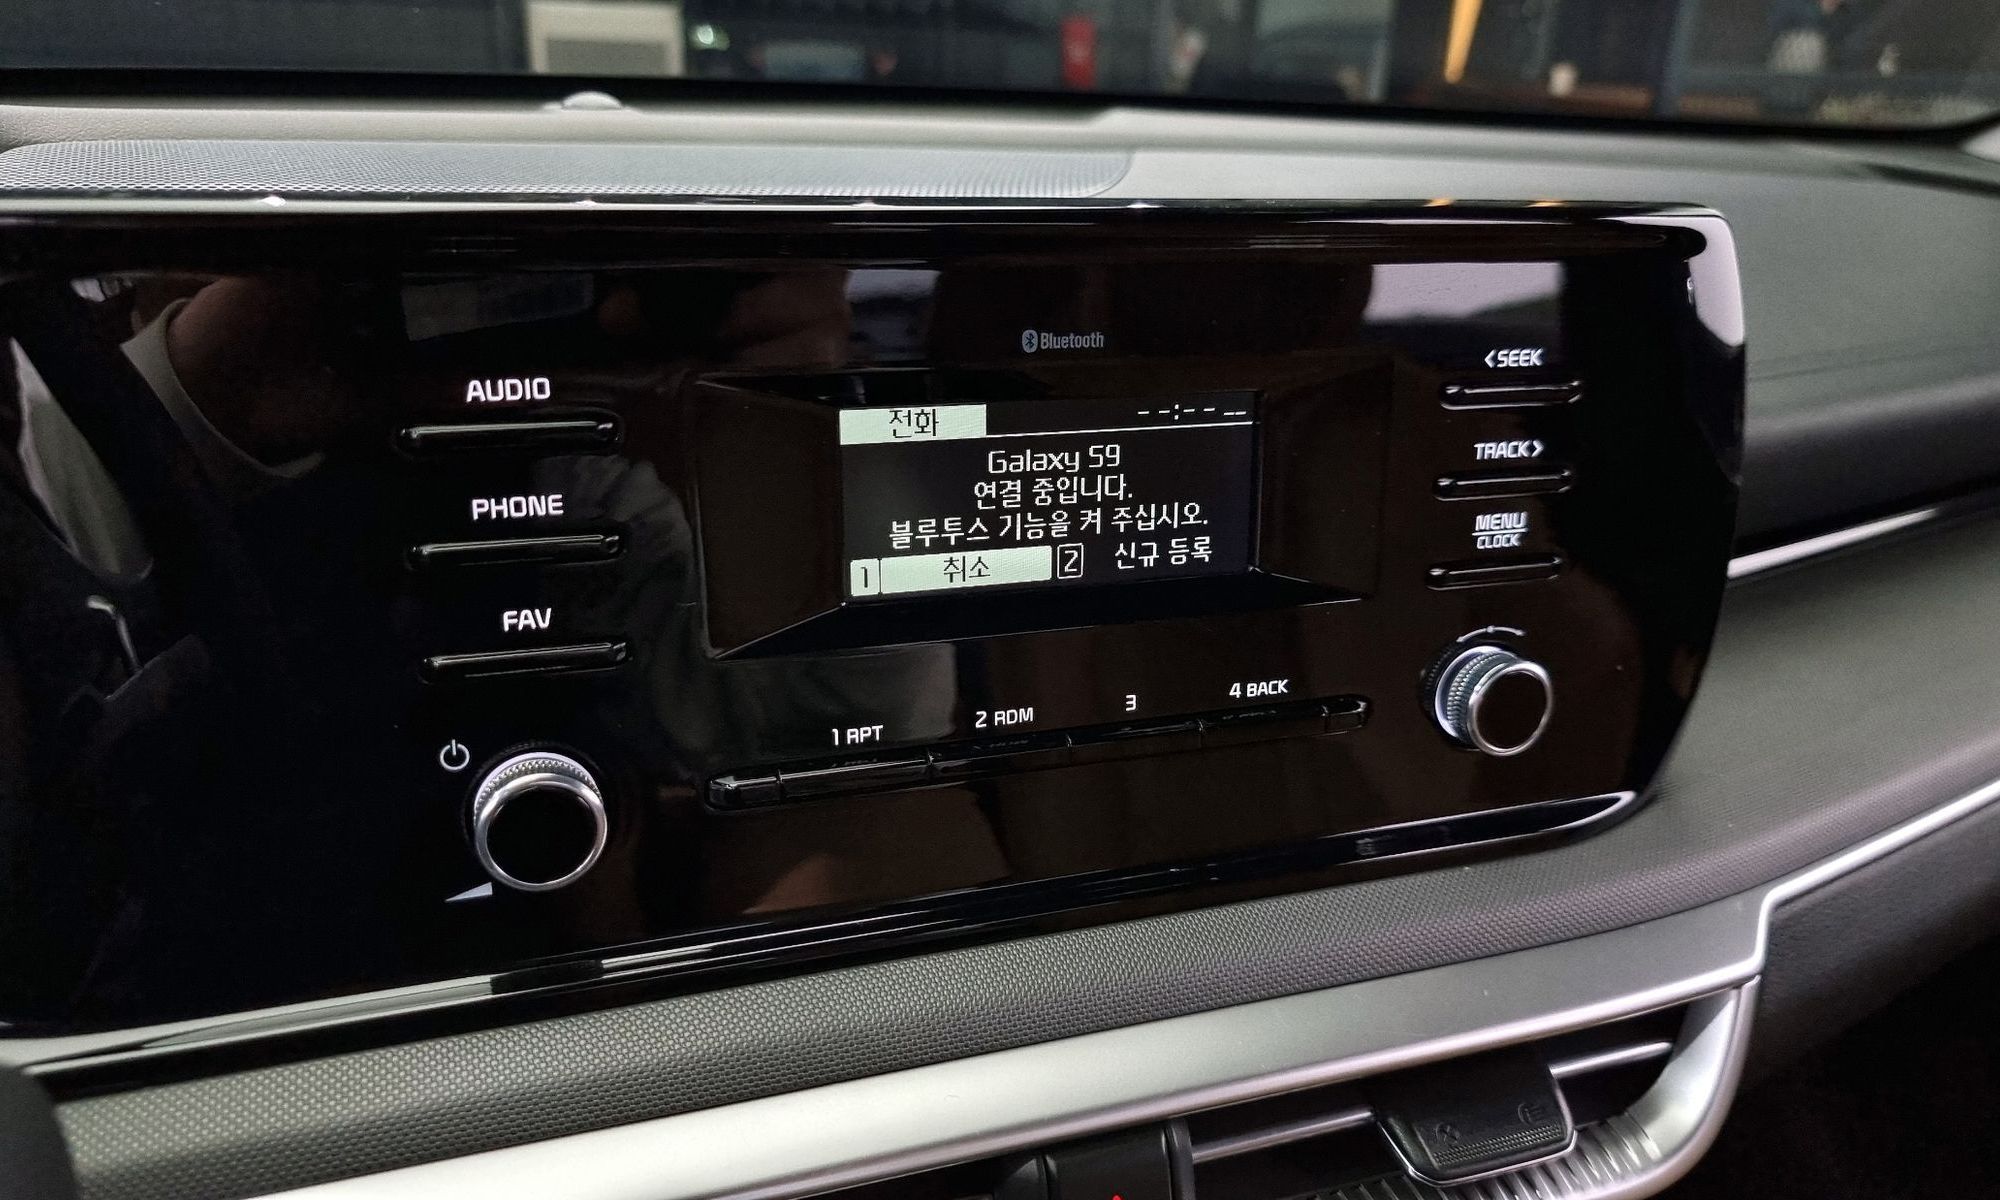 Bluetooth
AUDIO
PHONE
FAV
전화
--:-- --
Galaxy S9
연결 중입니다.
블루투스 기능을 켜 주십시오.
1 취소 2 신규 등록
<SEEK
TRACK>
MENU
CLOCK
1 RPT
2 RDM
3
4 BACK